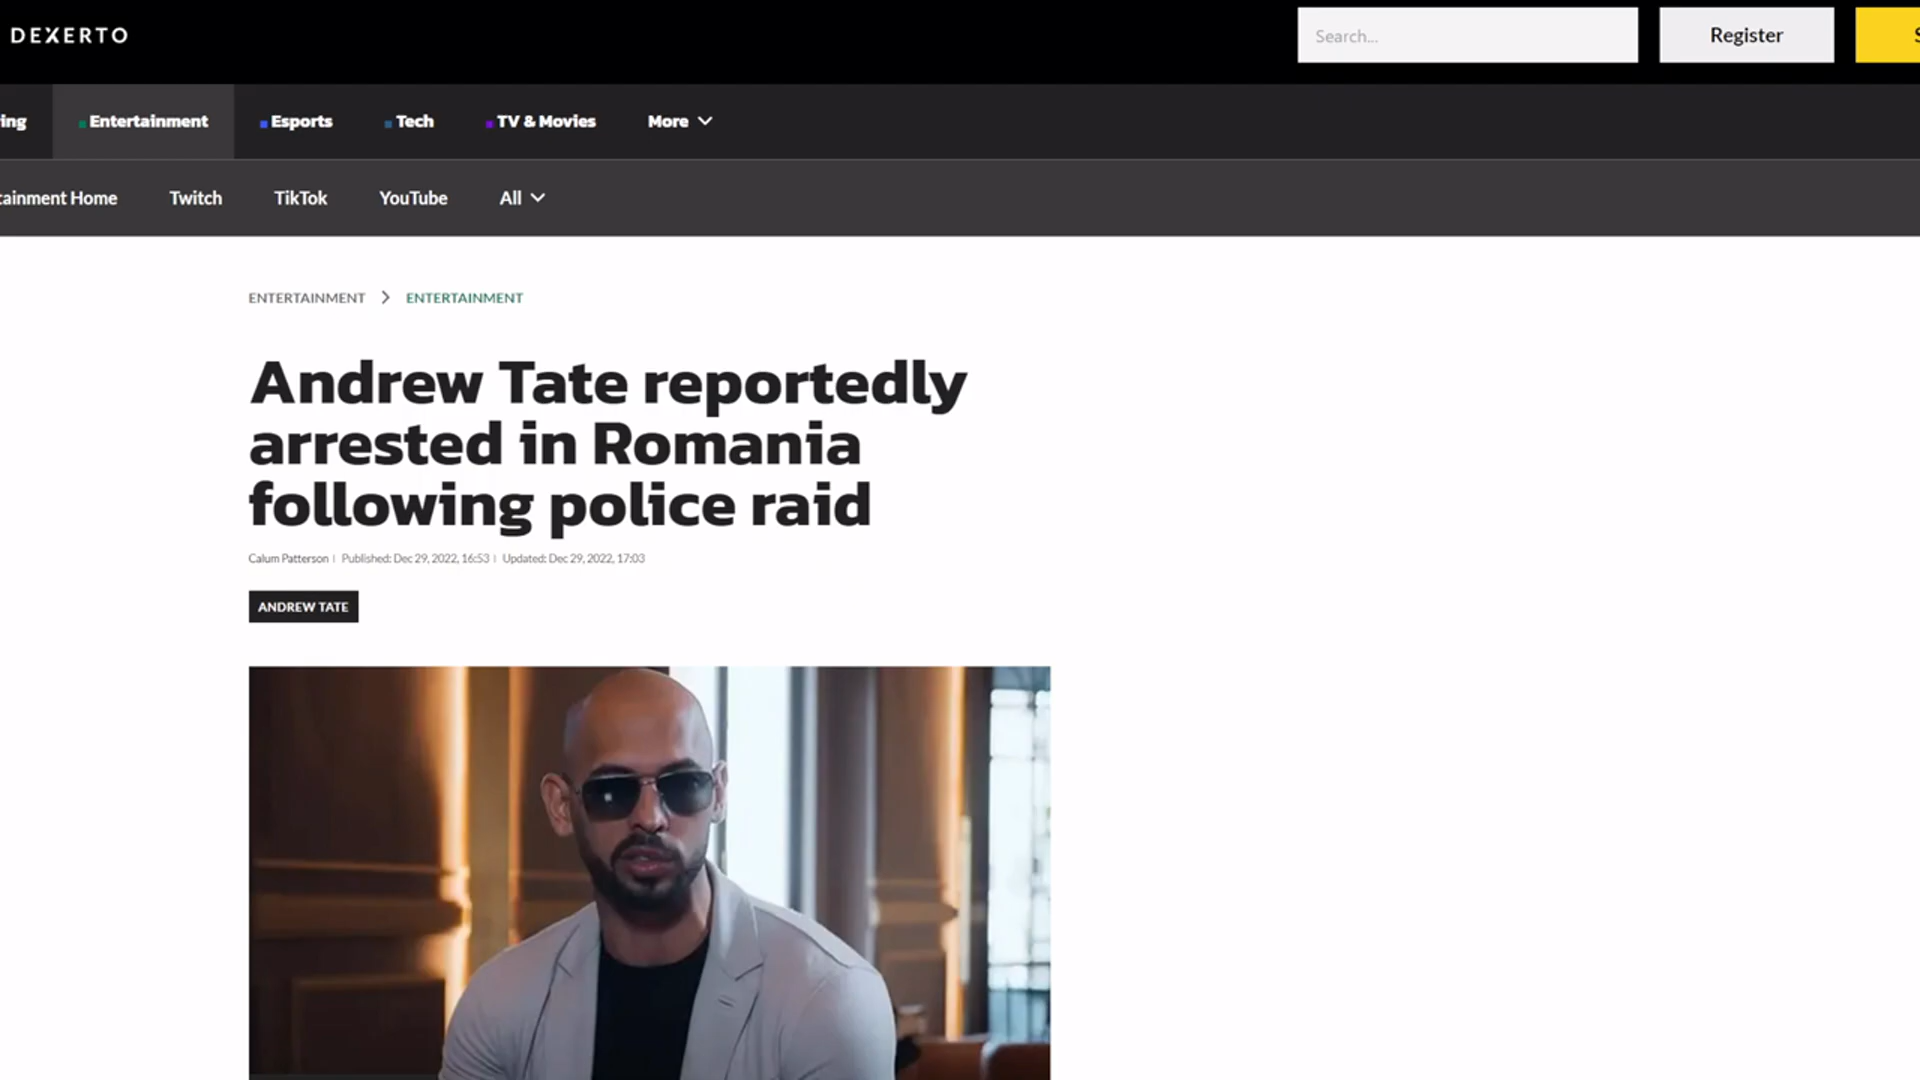 DEXERTO
Search...
Register
S
ing
Entertainment
Esports
Tech
TV & Movies
More
tainment Home
Twitch
TikTok
YouTube
All
ENTERTAINMENT
ENTERTAINMENT
Andrew Tate reportedly
arrested in Romania
following police raid
Calum Patterson | Published: Dec 29, 2022, 16:53 | Updated: Dec 29, 2022, 17:03
ANDREW TATE